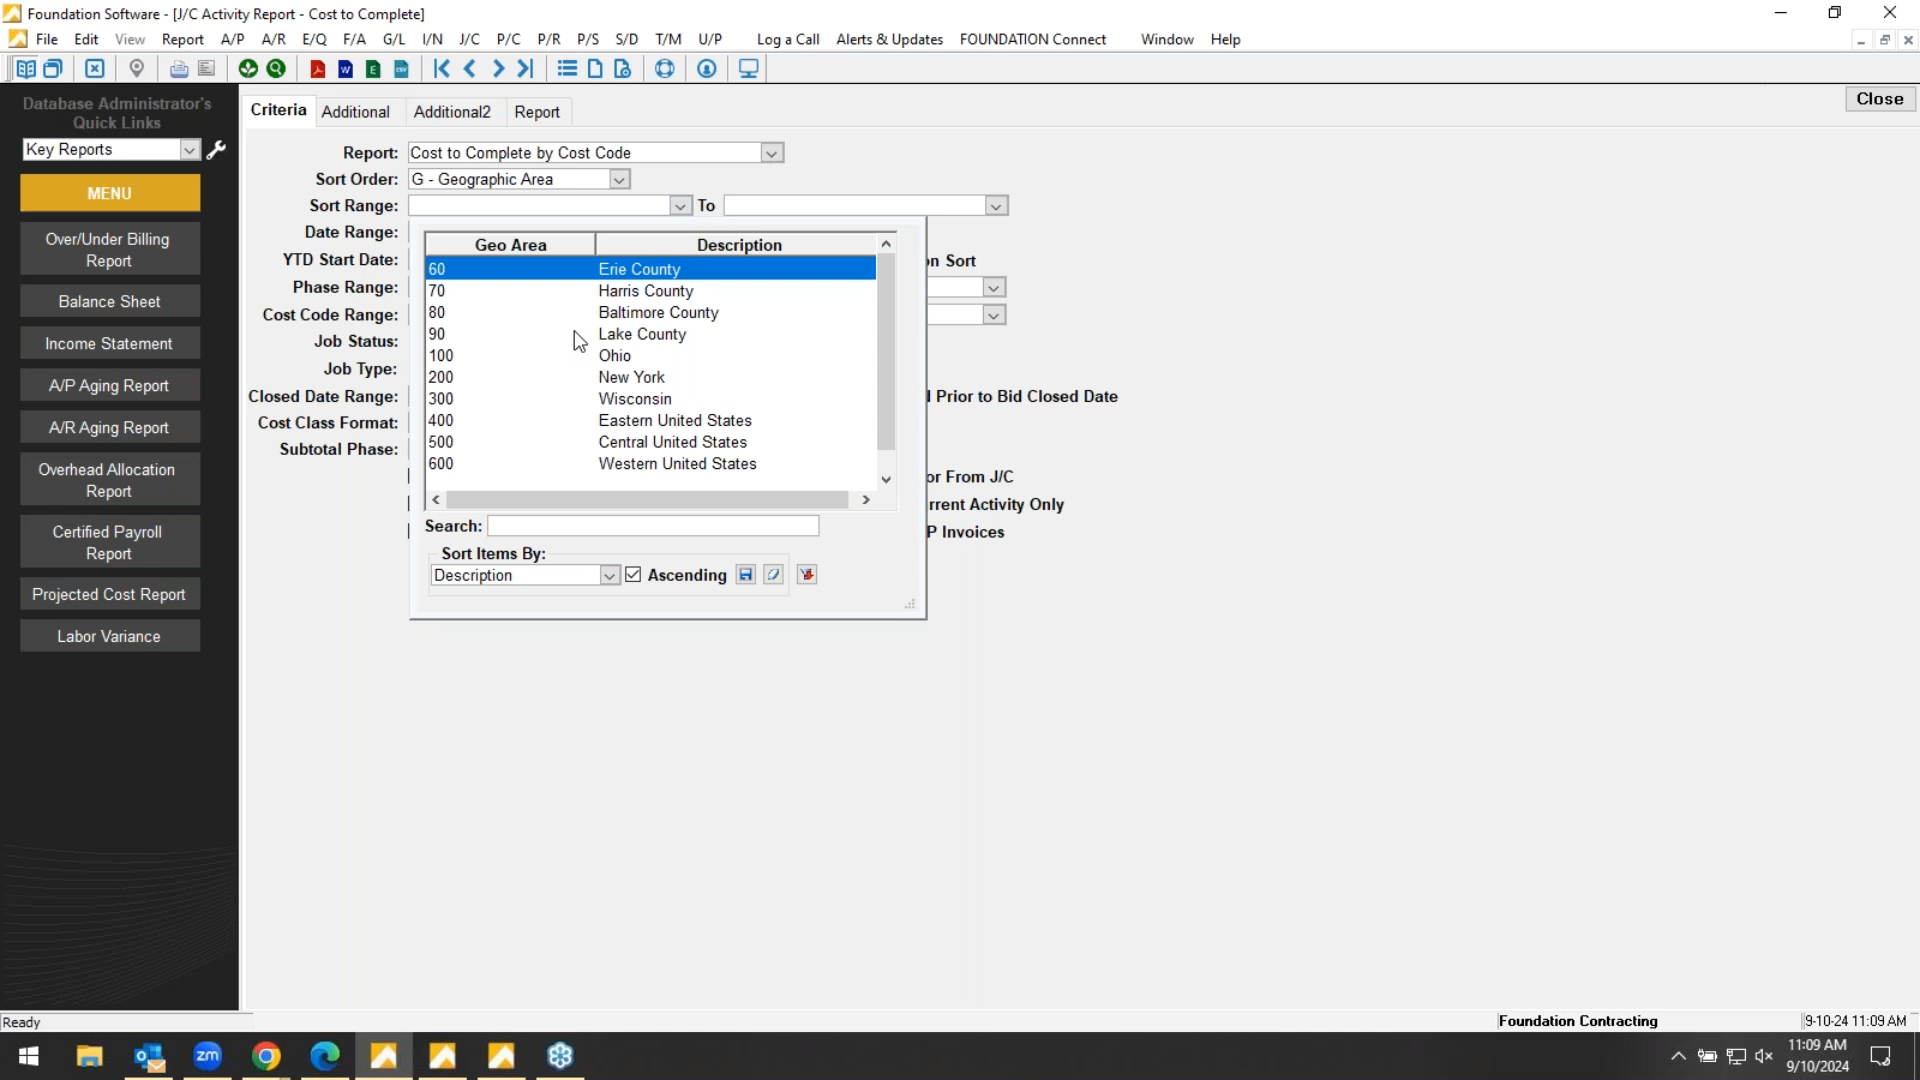 Foundation Software - [J/C Activity Report - Cost to Complete]
File Edit View Report A/P A/R E/Q F/A G/L I/N J/C P/C P/R P/S S/D T/M U/P Log a Call Alerts & Updates FOUNDATION Connect Window Help
Database Administrator's
Quick Links
Key Reports
MENU
Over/Under Billing
Report
Balance Sheet
Income Statement
A/P Aging Report
A/R Aging Report
Overhead Allocation
Report
Certified Payroll
Report
Projected Cost Report
Labor Variance
Close
Criteria Additional Additional2 Report
Report: Cost to Complete by Cost Code
Sort Order: G - Geographic Area
Sort Range: To
Date Range:
YTD Start Date: on Sort
Phase Range:
Cost Code Range:
Job Status:
Job Type:
Closed Date Range: Prior to Bid Closed Date
Cost Class Format:
Subtotal Phase:
or From J/C
rrent Activity Only
P Invoices
Geo Area Description
60 Erie County
70 Harris County
80 Baltimore County
90 Lake County
100 Ohio
200 New York
300 Wisconsin
400 Eastern United States
500 Central United States
600 Western United States
Search:
Sort Items By:
Description Ascending
Ready
Foundation Contracting
9-10-24 11:09 AM
zm
11:09 AM
9/10/2024